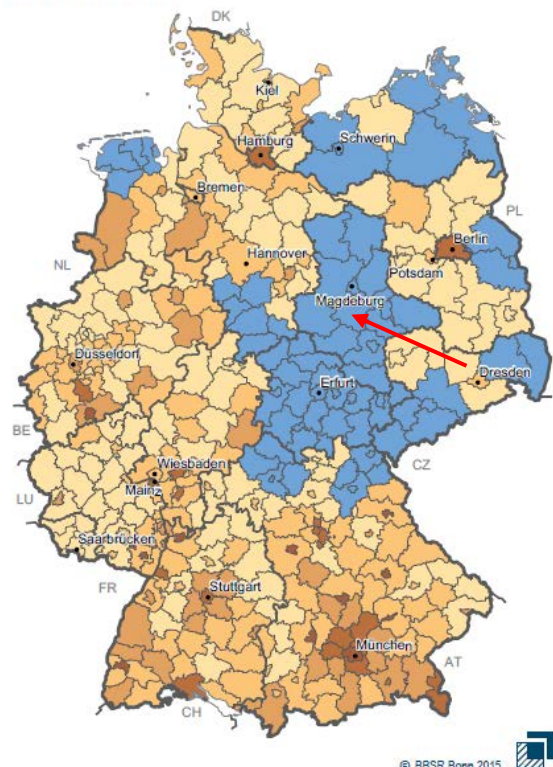 DK
Kiel
Schwerin
Hamburg
Bremen
PL
Berlin
Hannover
Potsdam
NL
Magdeburg
Düsseldorf
Dresden
Erfurt
BE
CZ
Wiesbaden
LU
Mainz
Saarbrücken
FR
Stuttgart
München
AT
CH
© BBSR Bonn 2015